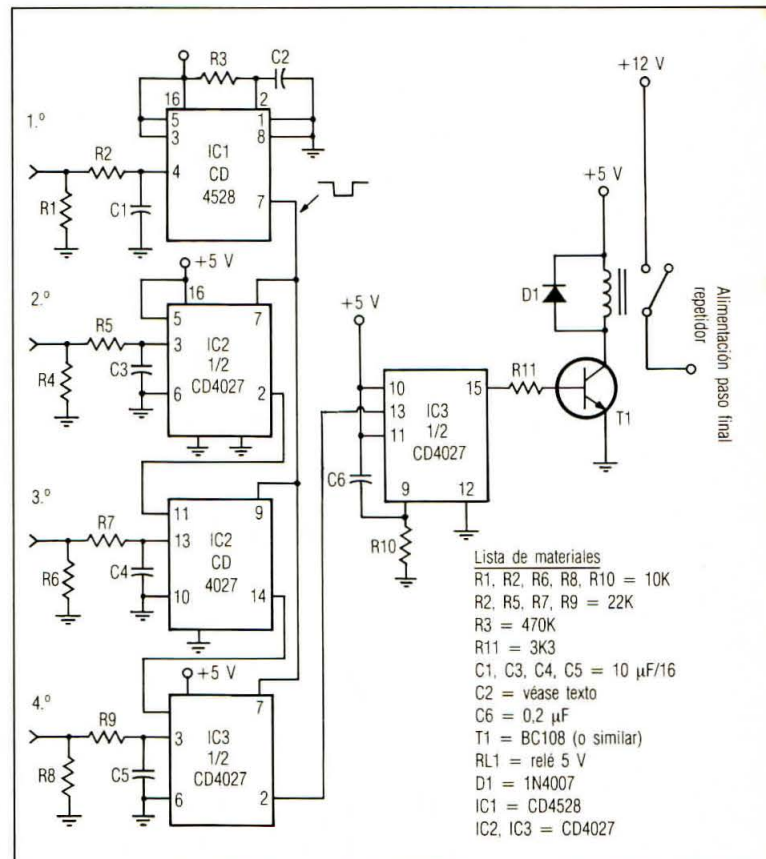 1.º
R1
R2
C1
R3
C2
16
2
5
3
1
8
4
7
IC1
CD
4528
2.º
R4
R5
C3
+5 V
16
5
7
3
6
2
IC2
1/2
CD4027
3.º
R6
R7
C4
11
9
13
10
14
IC2
CD
4027
4.º
R8
R9
C5
+5 V
7
3
6
2
IC3
1/2
CD4027
+5 V
10
15
13
11
9
12
IC3
1/2
CD4027
C6
R10
R11
T1
D1
+5 V
+12 V
Alimentación paso final
repetidor
Lista de materiales
R1, R2, R6, R8, R10 = 10K
R2, R5, R7, R9 = 22K
R3 = 470K
R11 = 3K3
C1, C3, C4, C5 = 10 µF/16
C2 = véase texto
C6 = 0,2 µF
T1 = BC108 (o similar)
RL1 = relé 5 V
D1 = 1N4007
IC1 = CD4528
IC2, IC3 = CD4027